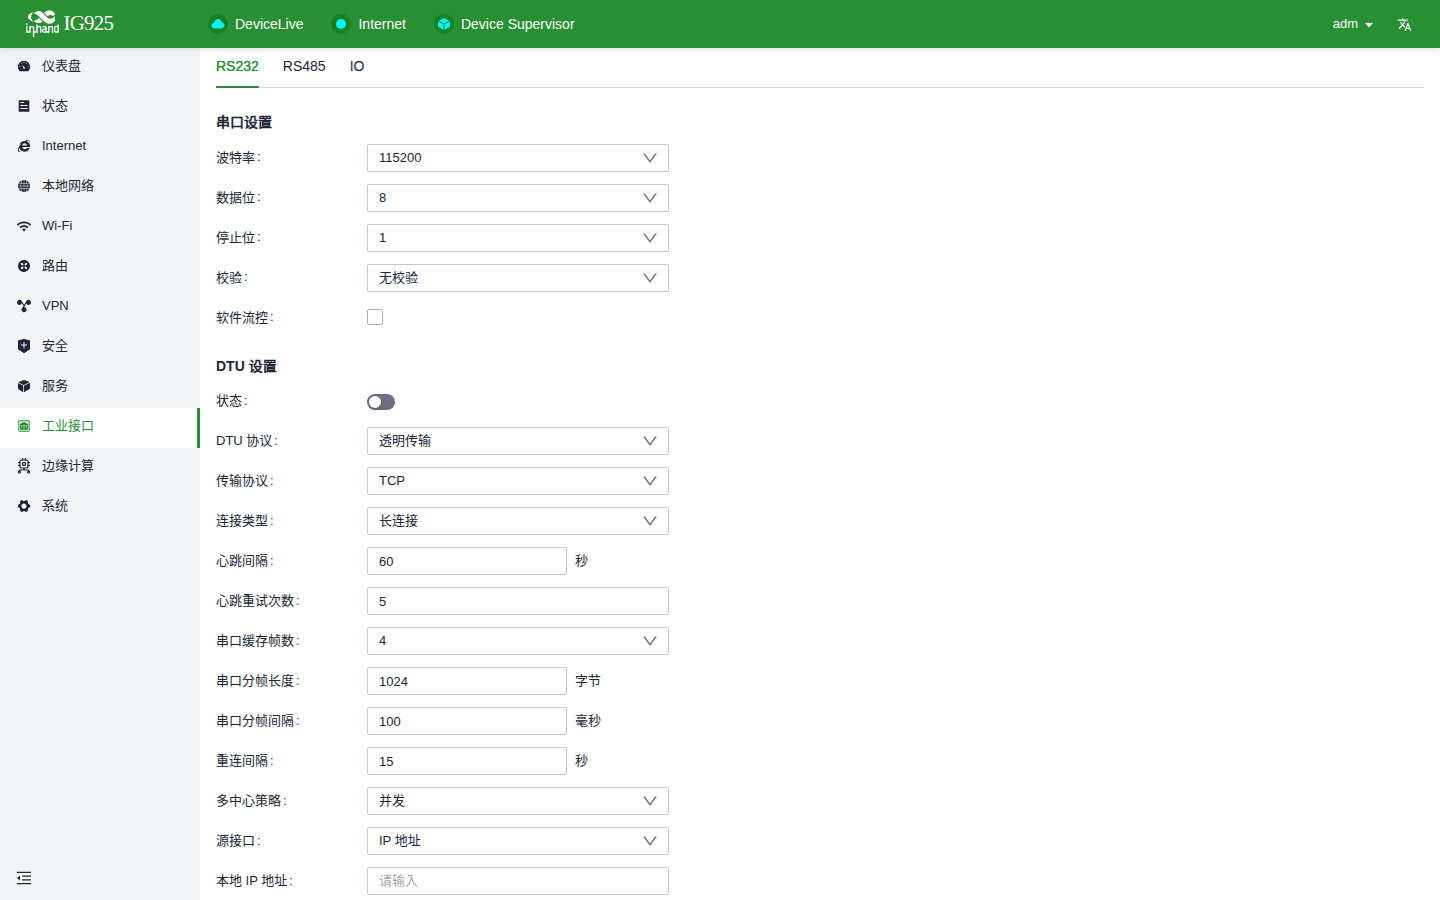 inhand IG925
DeviceLive
Internet
Device Supervisor
adm
仪表盘
状态
Internet
本地网络
Wi-Fi
路由
VPN
安全
服务
工业接口
边缘计算
系统
RS232 RS485 IO
串口设置
波特率: 115200
数据位: 8
停止位: 1
校验: 无校验
软件流控:
DTU 设置
状态:
DTU 协议: 透明传输
传输协议: TCP
连接类型: 长连接
心跳间隔: 60 秒
心跳重试次数: 5
串口缓存帧数: 4
串口分帧长度: 1024 字节
串口分帧间隔: 100 毫秒
重连间隔: 15 秒
多中心策略: 并发
源接口: IP 地址
本地 IP 地址: 请输入